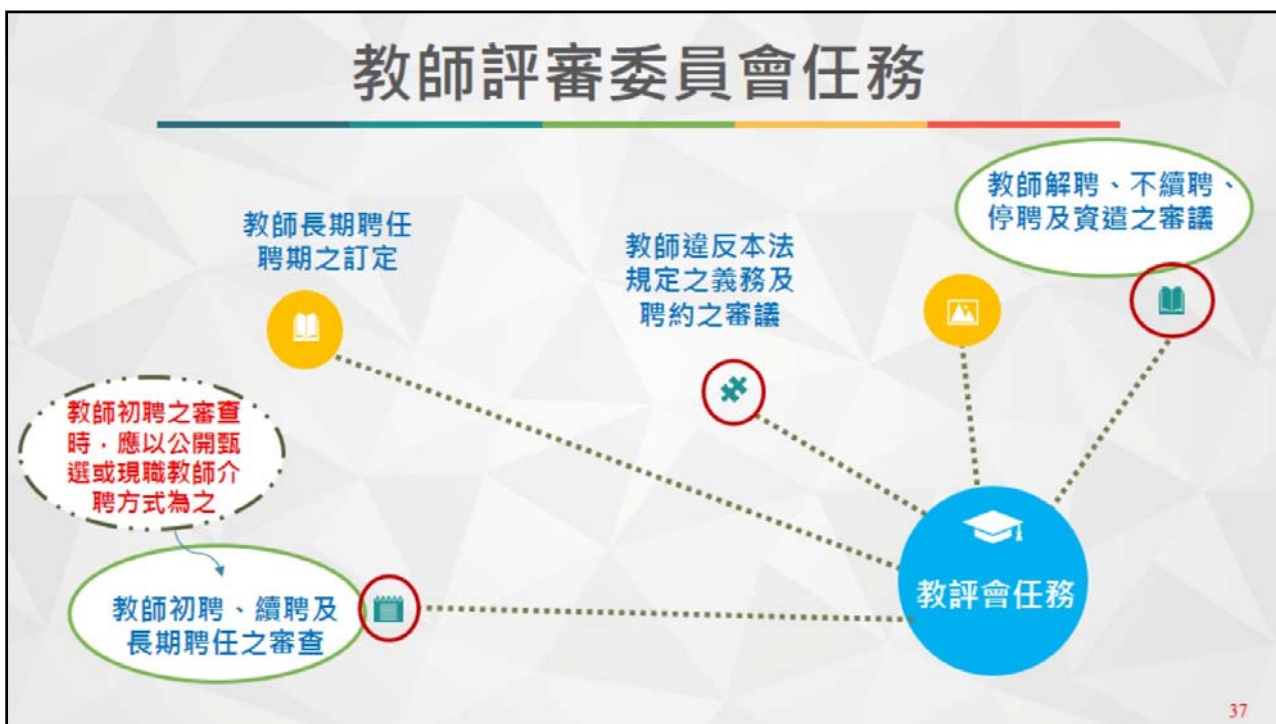 教師評審委員會任務
教師解聘、不續聘、
停聘及資遣之審議
教師長期聘任
聘期之訂定
教師違反本法
規定之義務及
聘約之審議
教師初聘之審查
時，應以公開甄
選或現職教師介
聘方式為之
教評會任務
教師初聘、續聘及
長期聘任之審查
37